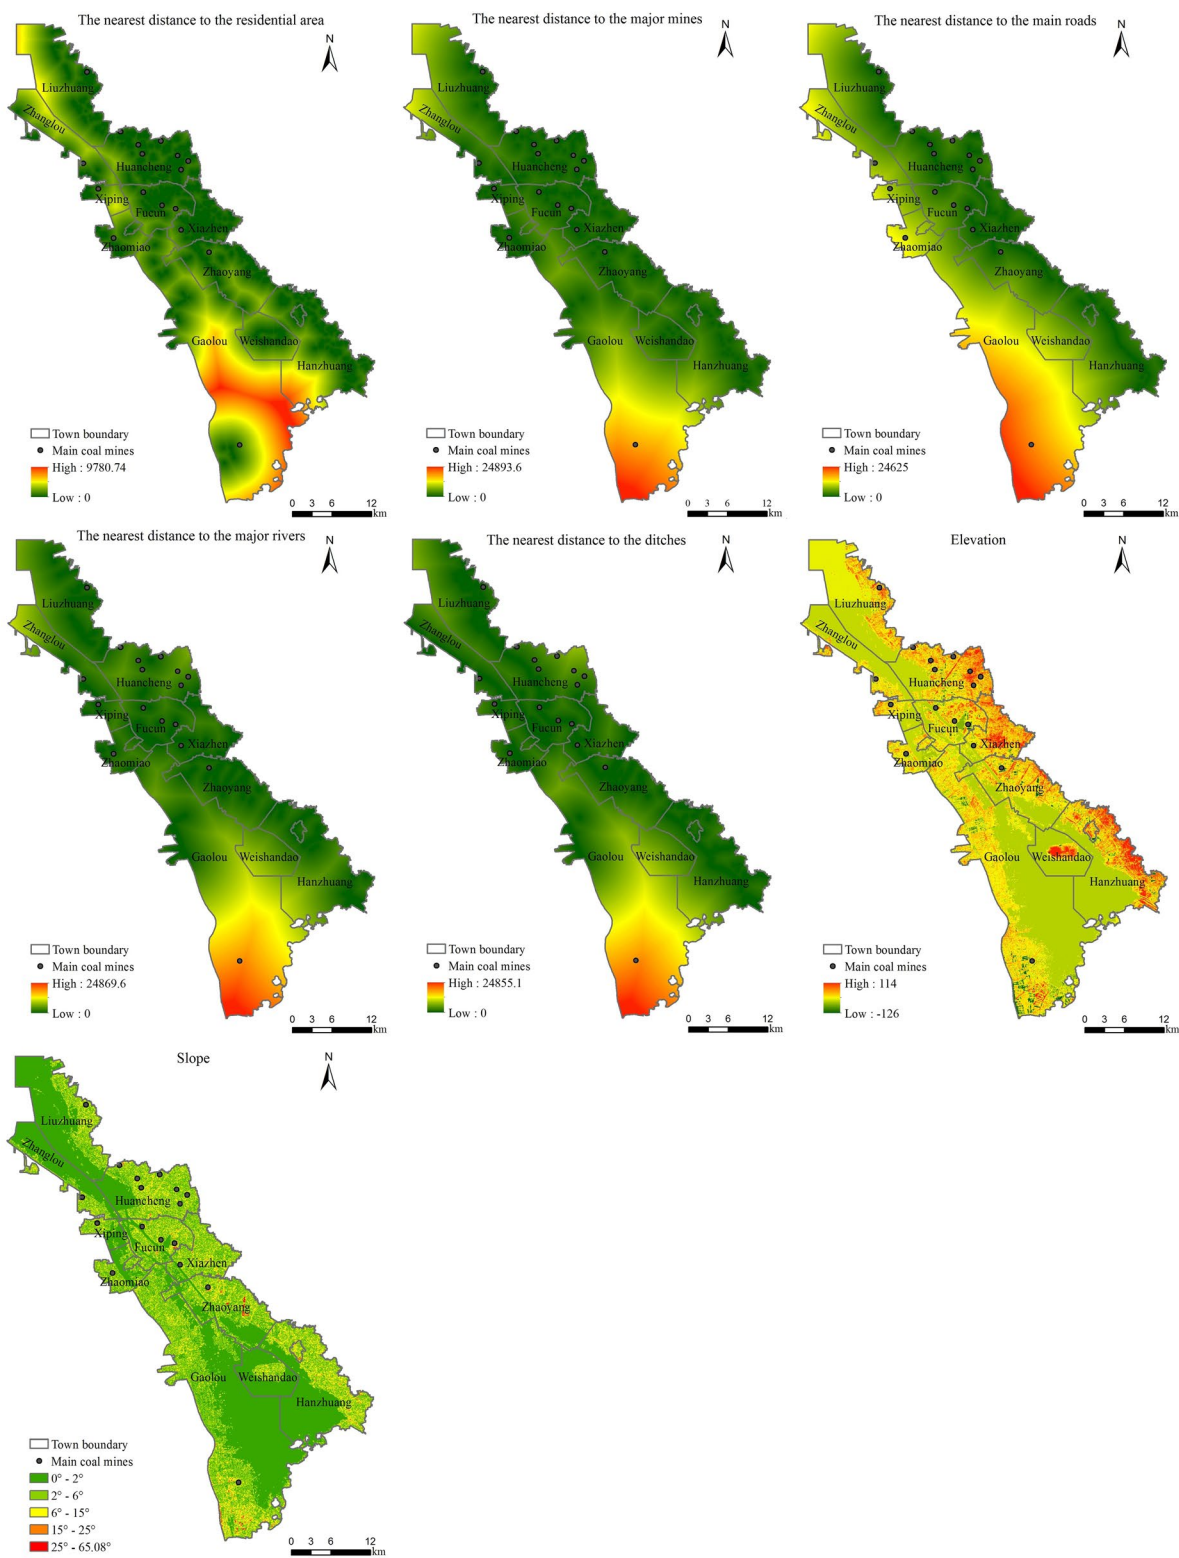 The nearest distance to the residential area
N
Liuzhuang
Zhanglou
Huancheng
Xiping
Fucun
Xiazhen
Zhaomiao
Zhaoyang
Gaolou
Weishandao
Hanzhuang
Town boundary
Main coal mines
High : 9780.74
Low : 0
0 3 6 12
km
The nearest distance to the major mines
N
Liuzhuang
Zhanglou
Huancheng
Xiping
Fucun
Xiazhen
Zhaomiao
Zhaoyang
Gaolou
Weishandao
Hanzhuang
Town boundary
Main coal mines
High : 24893.6
Low : 0
0 3 6 12
km
The nearest distance to the main roads
N
Liuzhuang
Zhanglou
Huancheng
Xiping
Fucun
Xiazhen
Zhaomiao
Zhaoyang
Gaolou
Weishandao
Hanzhuang
Town boundary
Main coal mines
High : 24625
Low : 0
0 3 6 12
km
The nearest distance to the major rivers
N
Liuzhuang
Zhanglou
Huancheng
Xiping
Fucun
Xiazhen
Zhaomiao
Zhaoyang
Gaolou
Weishandao
Hanzhuang
Town boundary
Main coal mines
High : 24869.6
Low : 0
0 3 6 12
km
The nearest distance to the ditches
N
Liuzhuang
Zhanglou
Huancheng
Xiping
Fucun
Xiazhen
Zhaomiao
Zhaoyang
Gaolou
Weishandao
Hanzhuang
Town boundary
Main coal mines
High : 24855.1
Low : 0
0 3 6 12
km
Elevation
N
Liuzhuang
Zhanglou
Huancheng
Xiping
Fucun
Xiazhen
Zhaomiao
Zhaoyang
Gaolou
Weishandao
Hanzhuang
Town boundary
Main coal mines
High : 114
Low : -126
0 3 6 12
km
Slope
N
Liuzhuang
Zhanglou
Huancheng
Xiping
Fucun
Xiazhen
Zhaomiao
Zhaoyang
Gaolou
Weishandao
Hanzhuang
Town boundary
Main coal mines
0° - 2°
2° - 6°
6° - 15°
15° - 25°
25° - 65.08°
0 3 6 12
km